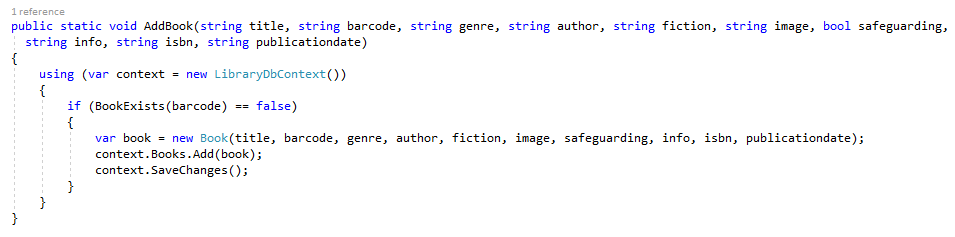 1 reference
public static void AddBook(string title, string barcode, string genre, string author, string fiction, string image, bool safeguarding,
string info, string isbn, string publicationdate)
{
using (var context = new LibraryDbContext())
{
if (BookExists(barcode) == false)
{
var book = new Book(title, barcode, genre, author, fiction, image, safeguarding, info, isbn, publicationdate);
context.Books.Add(book);
context.SaveChanges();
}
}
}